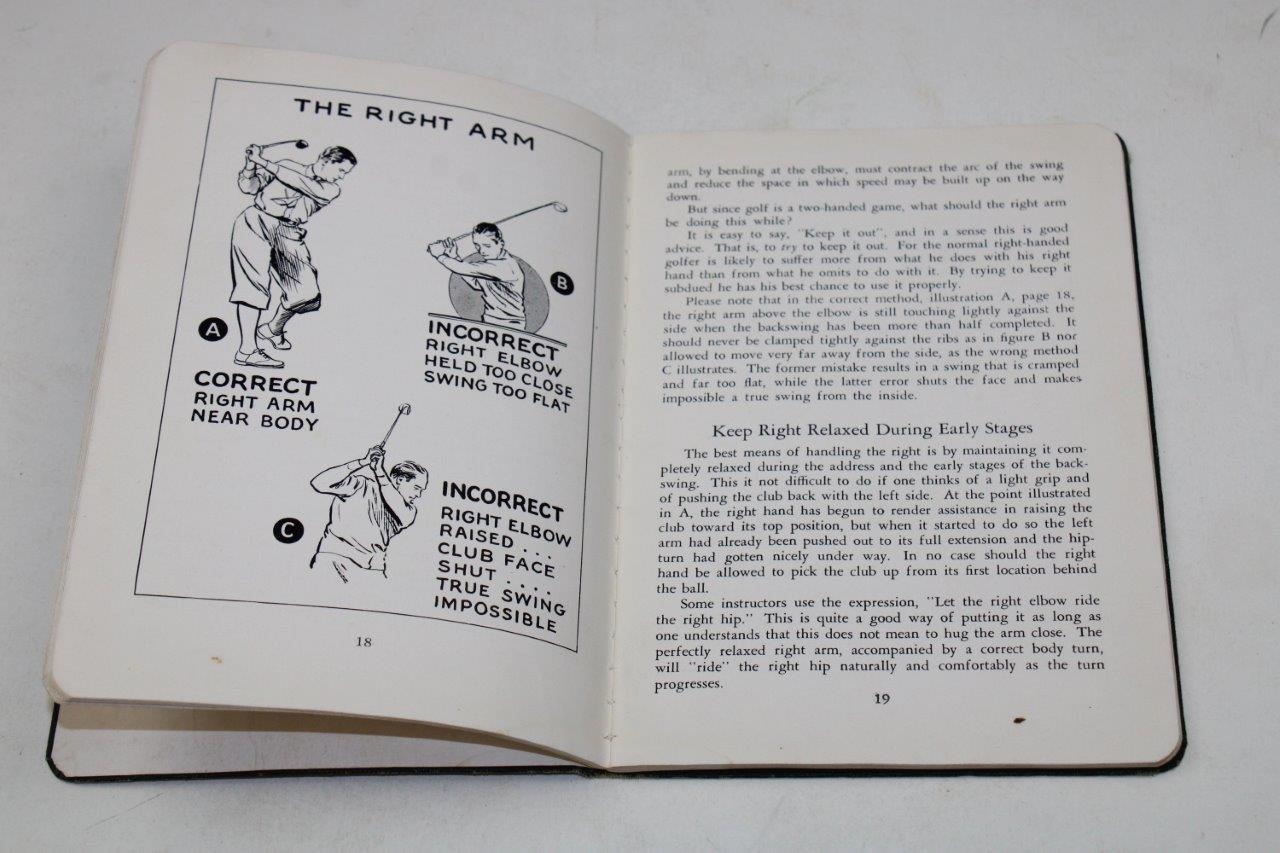 THE RIGHT ARM
A
CORRECT
RIGHT ARM
NEAR BODY
B
INCORRECT
RIGHT ELBOW
HELD TOO CLOSE
SWING TOO FLAT
C
INCORRECT
RIGHT ELBOW
RAISED ...
CLUB FACE
SHUT ....
TRUE SWING
IMPOSSIBLE
18
arm, by bending at the elbow, must contract the arc of the swing
and reduce the space in which speed may be built up on the way
down.
But since golf is a two-handed game, what should the right arm
be doing this while?
It is easy to say, "Keep it out", and in a sense this is good
advice. That is, to try to keep it out. For the normal right-handed
golfer is likely to suffer more from what he does with his right
hand than from what he omits to do with it. By trying to keep it
subdued he has his best chance to use it properly.
Please note that in the correct method, illustration A, page 18,
the right arm above the elbow is still touching lightly against the
side when the backswing has been more than half completed. It
should never be clamped tightly against the ribs as in figure B nor
allowed to move very far away from the side, as the wrong method
C illustrates. The former mistake results in a swing that is cramped
and far too flat, while the latter error shuts the face and makes
impossible a true swing from the inside.
Keep Right Relaxed During Early Stages
The best means of handling the right is by maintaining it com-
pletely relaxed during the address and the early stages of the back-
swing. This it not difficult to do if one thinks of a light grip and
of pushing the club back with the left side. At the point illustrated
in A, the right hand has begun to render assistance in raising the
club toward its top position, but when it started to do so the left
arm had already been pushed out to its full extension and the hip-
turn had gotten nicely under way. In no case should the right
hand be allowed to pick the club up from its first location behind
the ball.
Some instructors use the expression, "Let the right elbow ride
the right hip." This is quite a good way of putting it as long as
one understands that this does not mean to hug the arm close. The
perfectly relaxed right arm, accompanied by a correct body turn,
will "ride" the right hip naturally and comfortably as the turn
progresses.
19